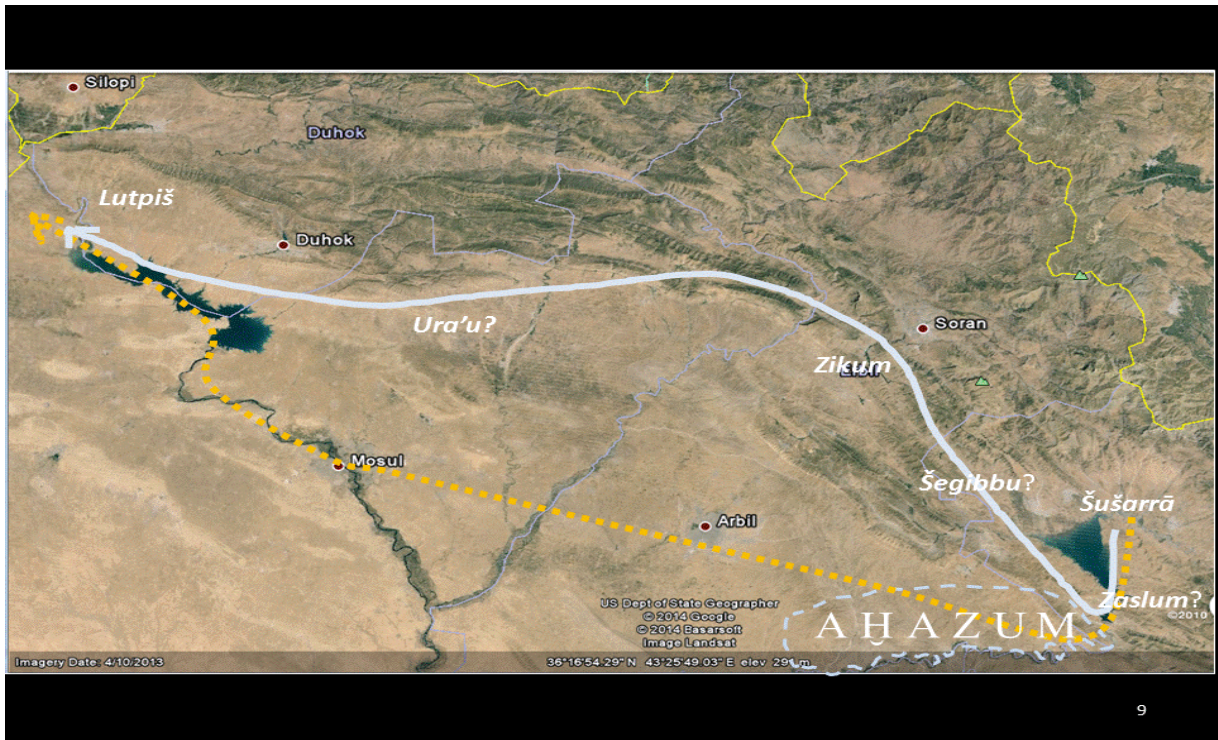 Silopi
Duhok
Lutpiš
Duhok
Ura'u?
Soran
Zikum
Mosul
Šegibbu?
Šušarrā
Arbil
Zaslum?
©2010
US Dept of State Geographer
© 2014 Google
© 2014 Basarsoft
Image Landsat
AḪAZUM
Imagery Date: 4/10/2013
36°16'54.29" N 43°25'49.03" E elev
9